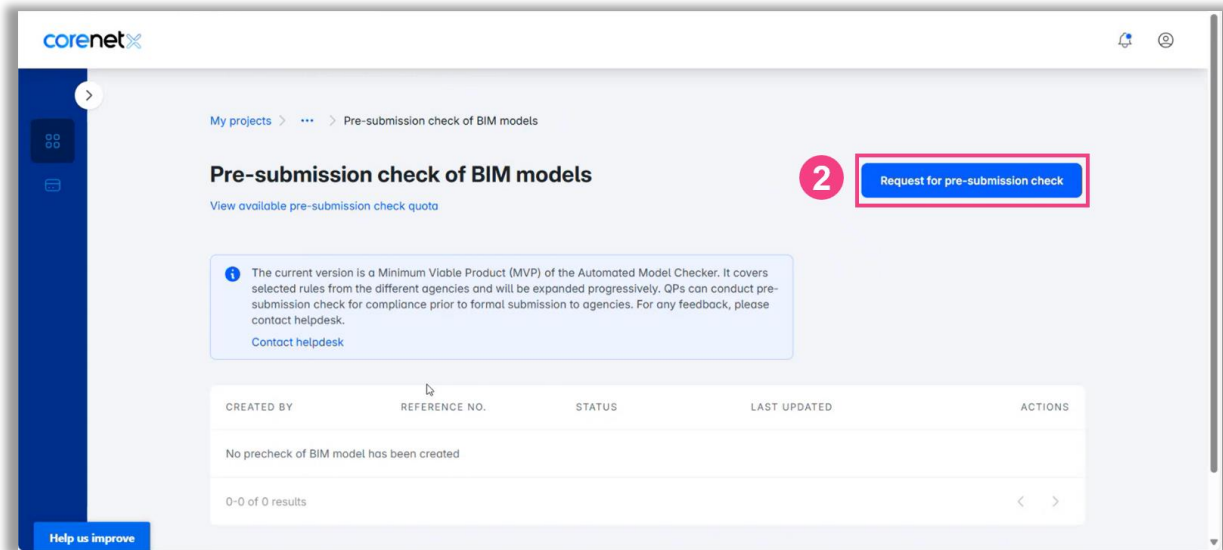 corenetx
My projects > ••• > Pre-submission check of BIM models
Pre-submission check of BIM models
2
Request for pre-submission check
View available pre-submission check quota
The current version is a Minimum Viable Product (MVP) of the Automated Model Checker. It covers
selected rules from the different agencies and will be expanded progressively. QPs can conduct pre-
submission check for compliance prior to formal submission to agencies. For any feedback, please
contact helpdesk.
Contact helpdesk
CREATED BY REFERENCE NO. STATUS LAST UPDATED ACTIONS
No precheck of BIM model has been created
0-0 of 0 results
Help us improve